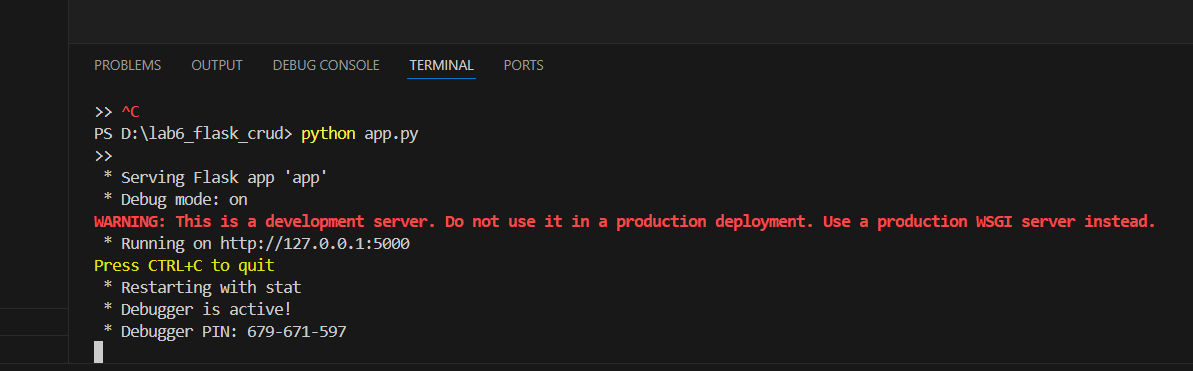 PROBLEMS OUTPUT DEBUG CONSOLE TERMINAL PORTS
>> ^C
PS D:\lab6_flask_crud> python app.py
>>
 * Serving Flask app 'app'
 * Debug mode: on
WARNING: This is a development server. Do not use it in a production deployment. Use a production WSGI server instead.
 * Running on http://127.0.0.1:5000
Press CTRL+C to quit
 * Restarting with stat
 * Debugger is active!
 * Debugger PIN: 679-671-597